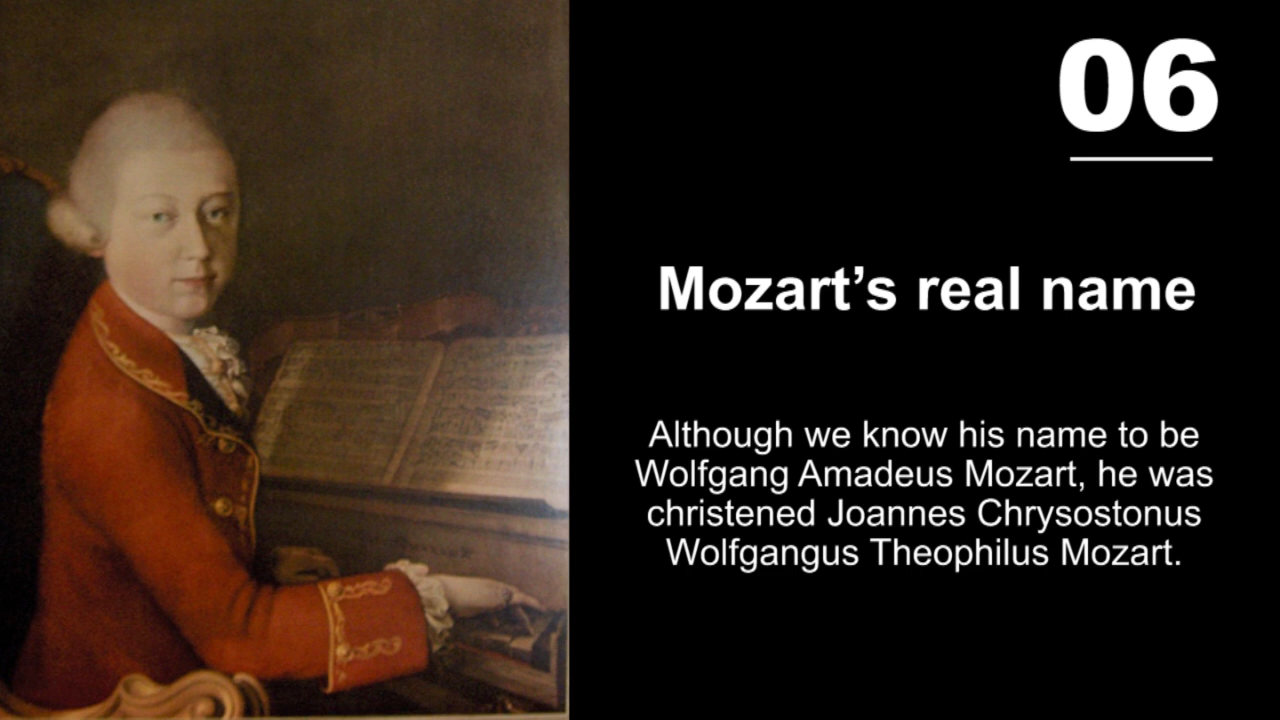 06
Mozart’s real name
Although we know his name to be
Wolfgang Amadeus Mozart, he was
christened Joannes Chrysostonus
Wolfgangus Theophilus Mozart.